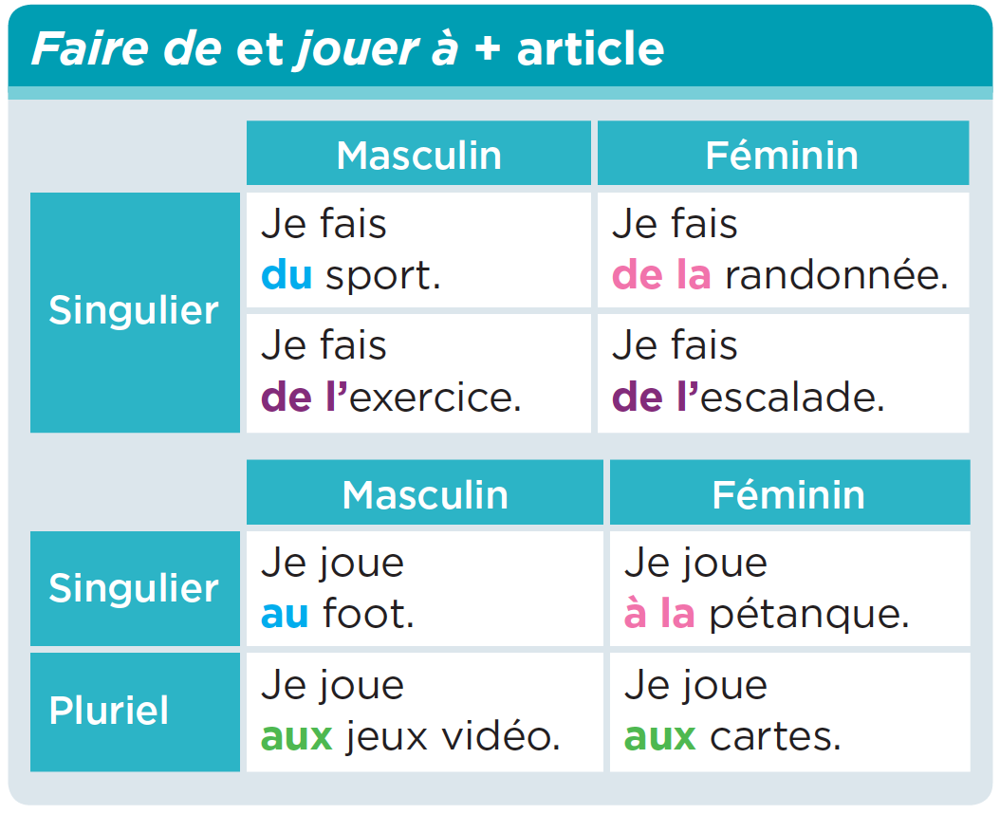 Faire de et jouer à + article
Masculin
Féminin
Singulier
Je fais
du sport.
Je fais
de la randonnée.
Je fais
de l’exercice.
Je fais
de l’escalade.
Masculin
Féminin
Singulier
Je joue
au foot.
Je joue
à la pétanque.
Pluriel
Je joue
aux jeux vidéo.
Je joue
aux cartes.